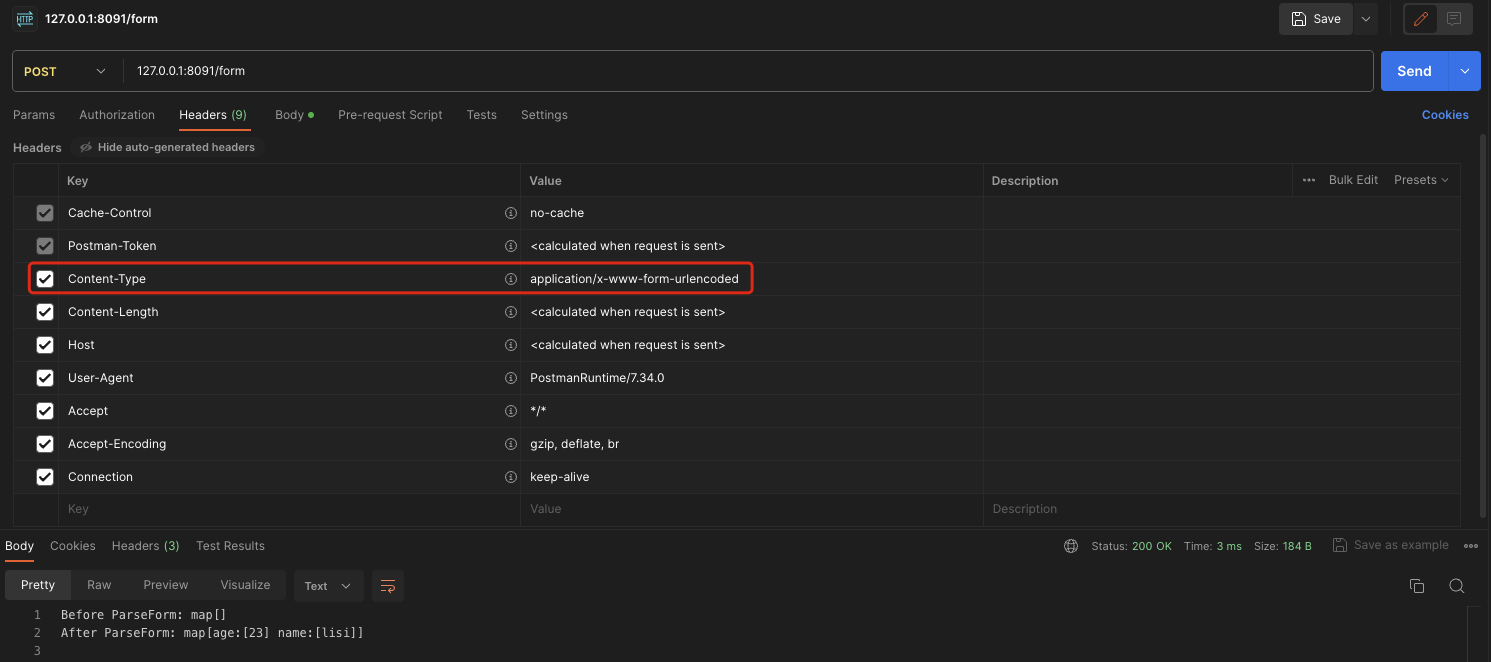 HTTP 127.0.0.1:8091/form Save
POST 127.0.0.1:8091/form Send
Params Authorization Headers (9) Body Pre-request Script Tests Settings Cookies
Headers Hide auto-generated headers
Key Value Description ••• Bulk Edit Presets
Cache-Control no-cache
Postman-Token <calculated when request is sent>
Content-Type application/x-www-form-urlencoded
Content-Length <calculated when request is sent>
Host <calculated when request is sent>
User-Agent PostmanRuntime/7.34.0
Accept */*
Accept-Encoding gzip, deflate, br
Connection keep-alive
Key Value Description
Body Cookies Headers (3) Test Results Status: 200 OK Time: 3 ms Size: 184 B Save as example
Pretty Raw Preview Visualize Text
1 Before ParseForm: map[]
2 After ParseForm: map[age:[23] name:[lisi]]
3